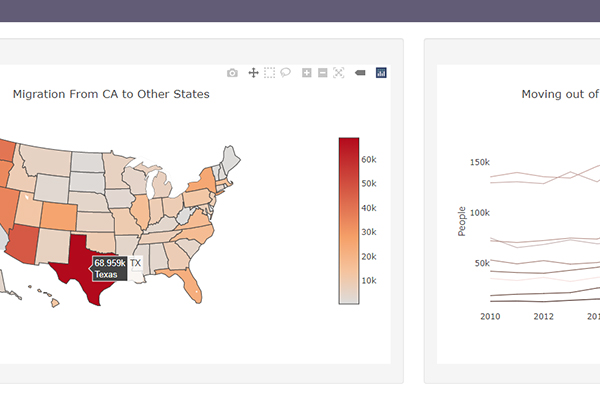 Migration From CA to Other States
60k
50k
40k
30k
20k
10k
68.959k TX
Texas
Moving out of
150k
100k
50k
People
2010
2012
2014